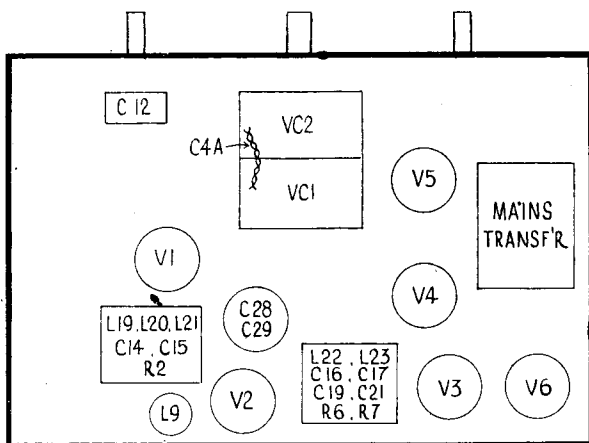 C 12
VC2
C4A
VC1
V5
MAINS
TRANSF'R
V1
C28
C29
V4
L19, L20, L21
C14, C15
R2
L22, L23
C16, C17
C19, C21
R6, R7
L9
V2
V3
V6